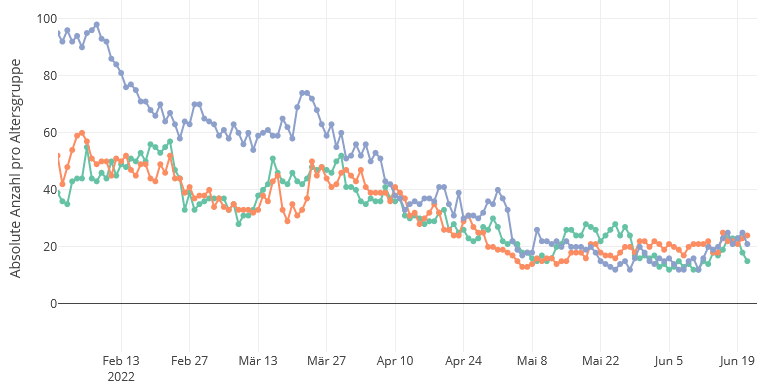 Absolute Anzahl pro Altersgruppe
100
80
60
40
20
0
Feb 13
2022
Feb 27
Mär 13
Mär 27
Apr 10
Apr 24
Mai 8
Mai 22
Jun 5
Jun 19